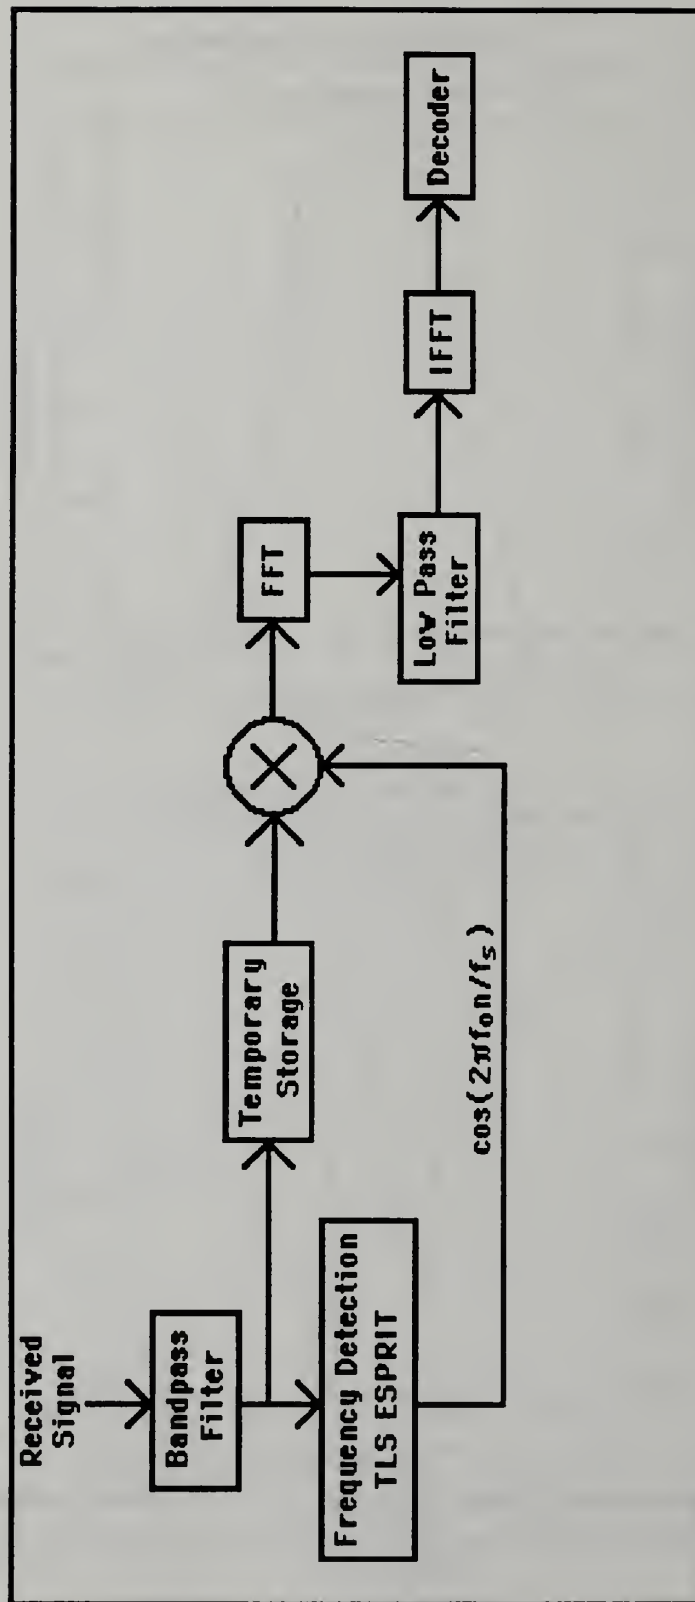 Received
Signal
Bandpass
Filter
Frequency Detection
TLS ESPRIT
Temporary
Storage
cos(2πf₀n/fₛ)
FFT
Low Pass
Filter
IFFT
Decoder